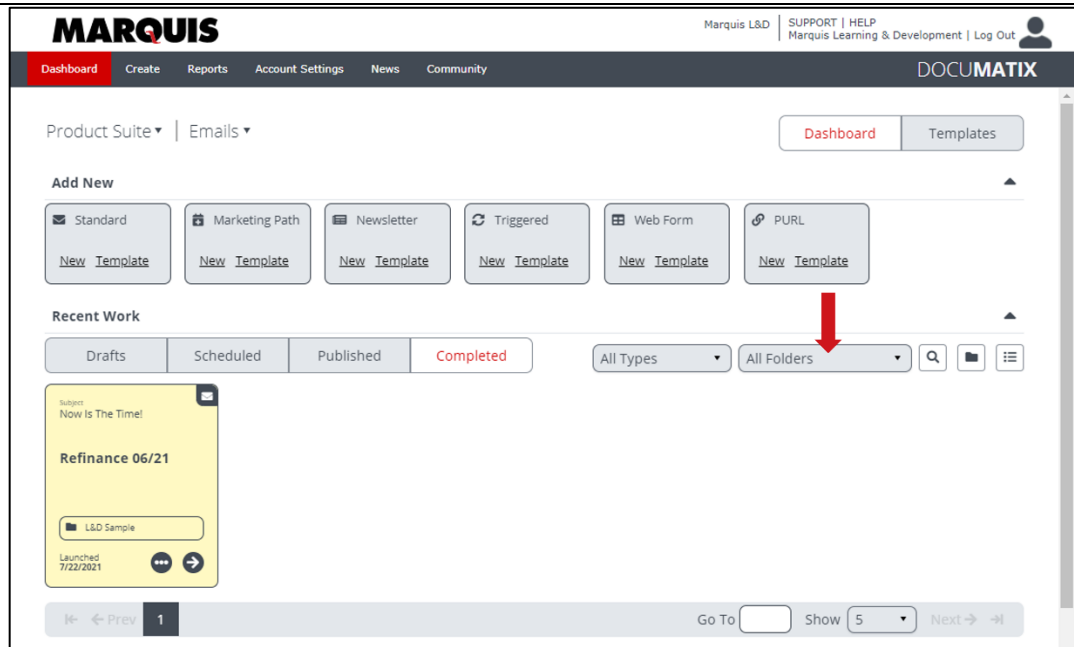 MARQUIS
Marquis L&D
SUPPORT | HELP
Marquis Learning & Development | Log Out
Dashboard Create Reports Account Settings News Community
DOCUMATIX
Product Suite | Emails
Dashboard Templates
Add New
Standard Marketing Path Newsletter Triggered Web Form PURL
New Template New Template New Template New Template New Template New Template
Recent Work
Drafts Scheduled Published Completed All Types All Folders
Subject
Now Is The Time!
Refinance 06/21
L&D Sample
Launched
7/22/2021
Prev 1 Go To Show 5 Next